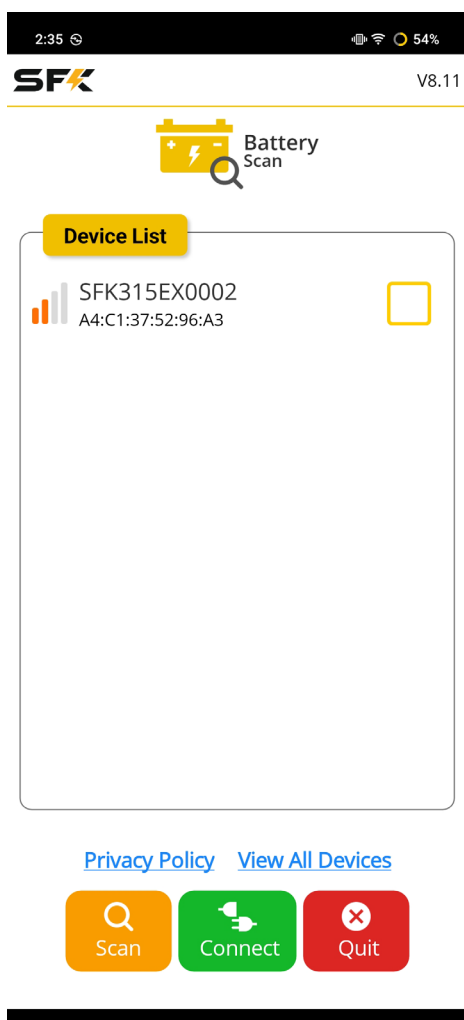 2:35 54%
SFK V8.11
Battery
Scan
Device List
SFK315EX0002
A4:C1:37:52:96:A3
Privacy Policy View All Devices
Scan Connect Quit